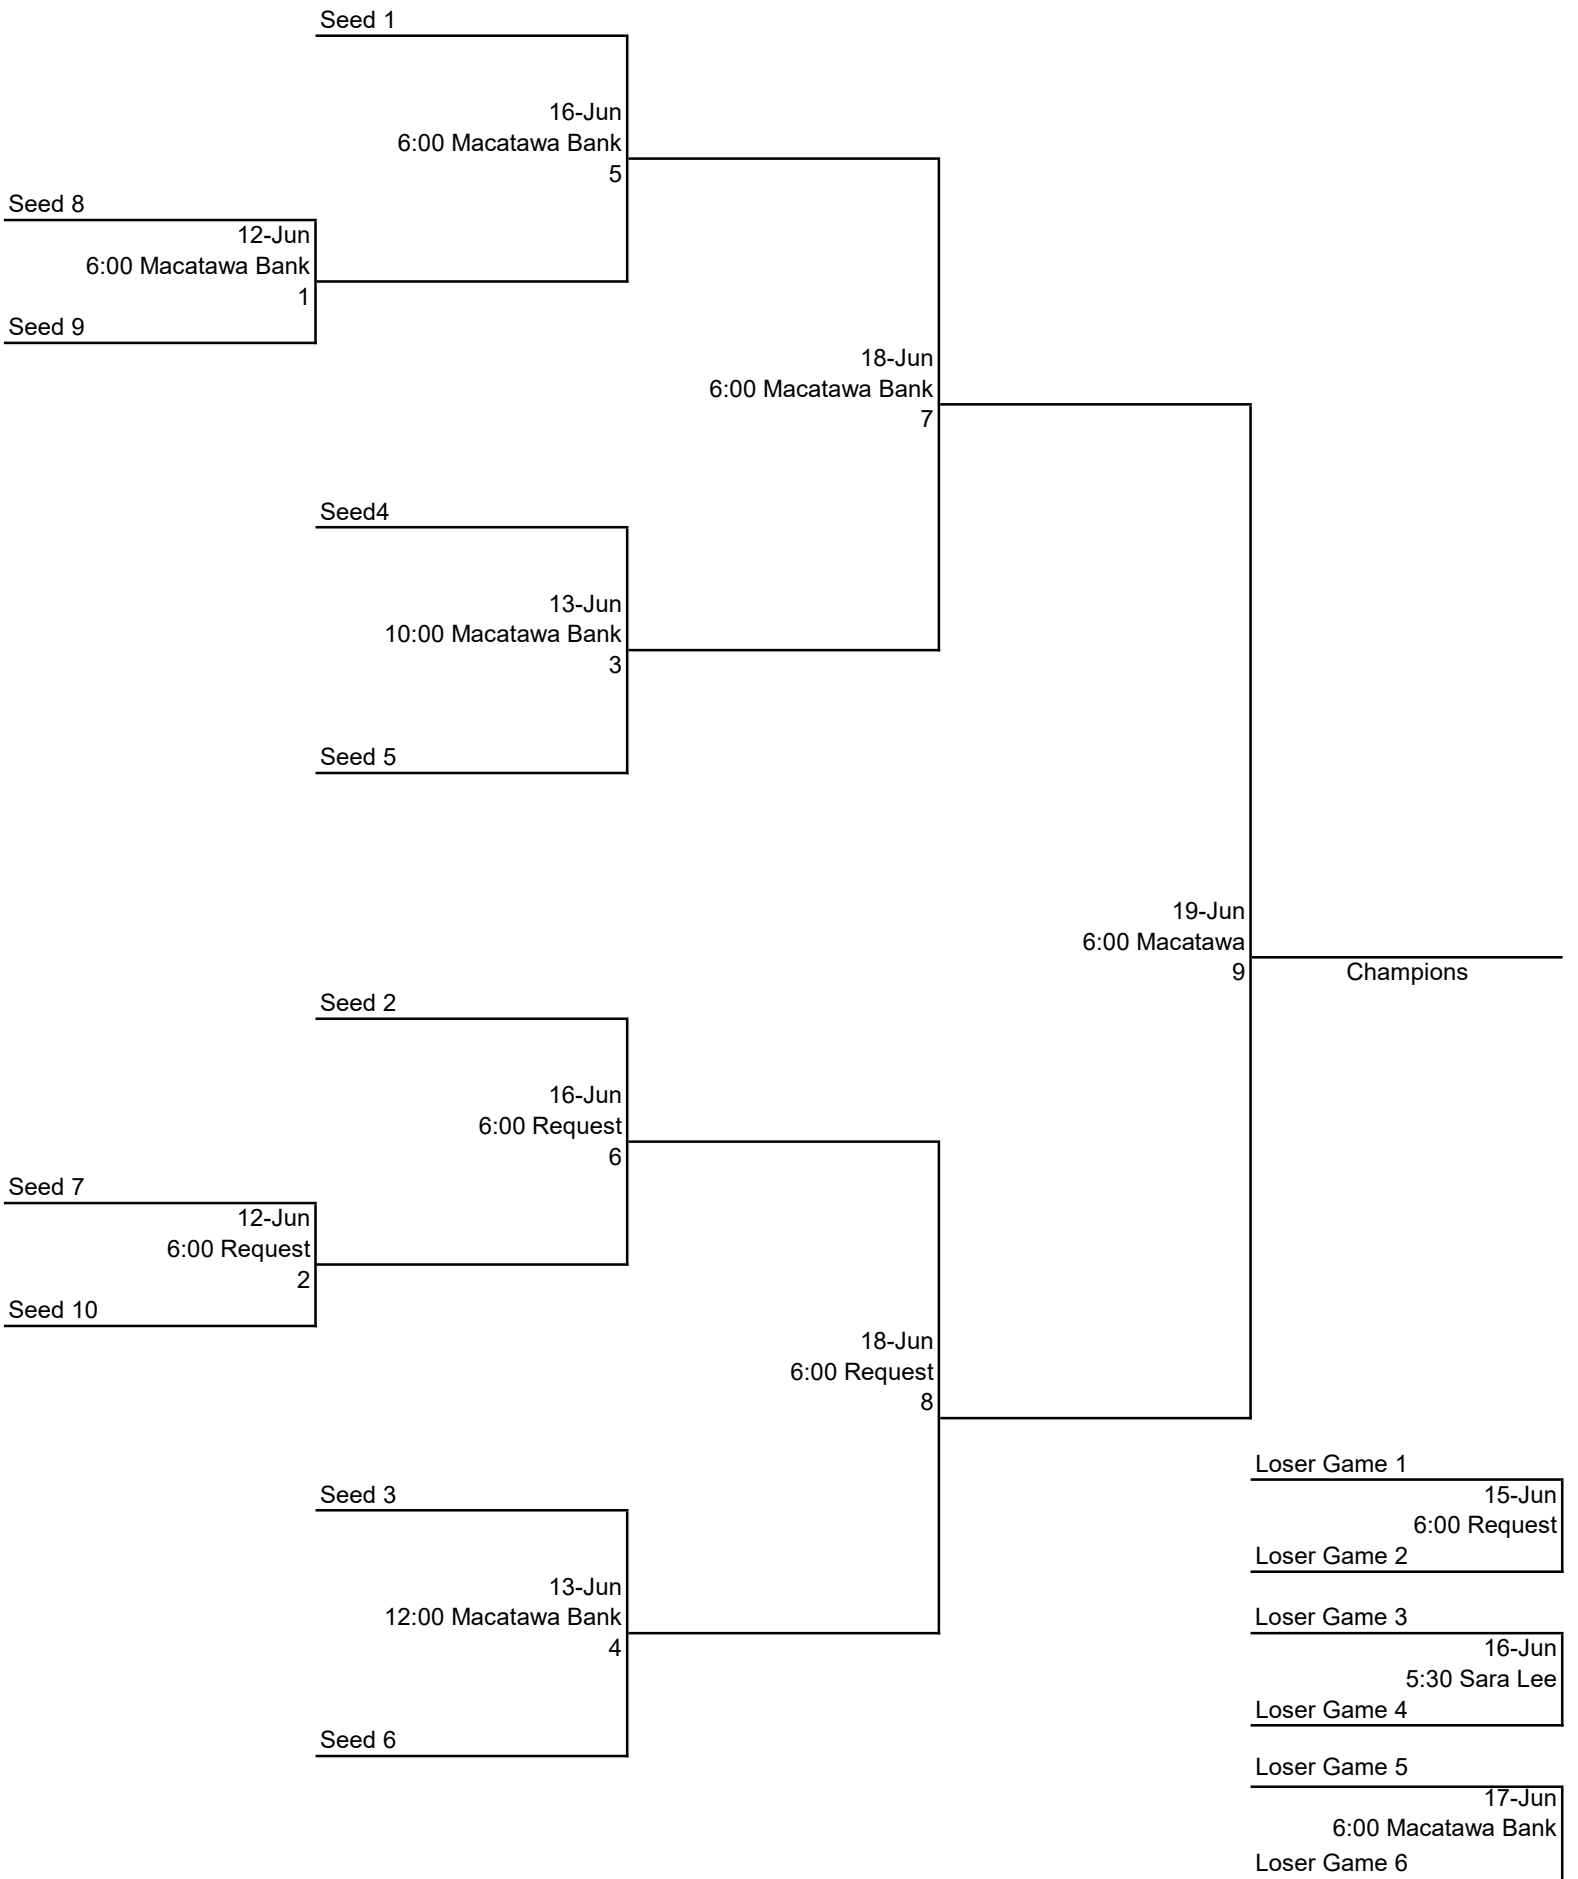 Seed 1
16-Jun
6:00 Macatawa Bank
5
Seed 8
12-Jun
6:00 Macatawa Bank
1
Seed 9
18-Jun
6:00 Macatawa Bank
7
Seed4
13-Jun
10:00 Macatawa Bank
3
Seed 5
19-Jun
6:00 Macatawa
9
Champions
Seed 2
16-Jun
6:00 Request
6
Seed 7
12-Jun
6:00 Request
2
Seed 10
18-Jun
6:00 Request
8
Seed 3
13-Jun
12:00 Macatawa Bank
4
Seed 6
Loser Game 1
15-Jun
6:00 Request
Loser Game 2
Loser Game 3
16-Jun
5:30 Sara Lee
Loser Game 4
Loser Game 5
17-Jun
6:00 Macatawa Bank
Loser Game 6